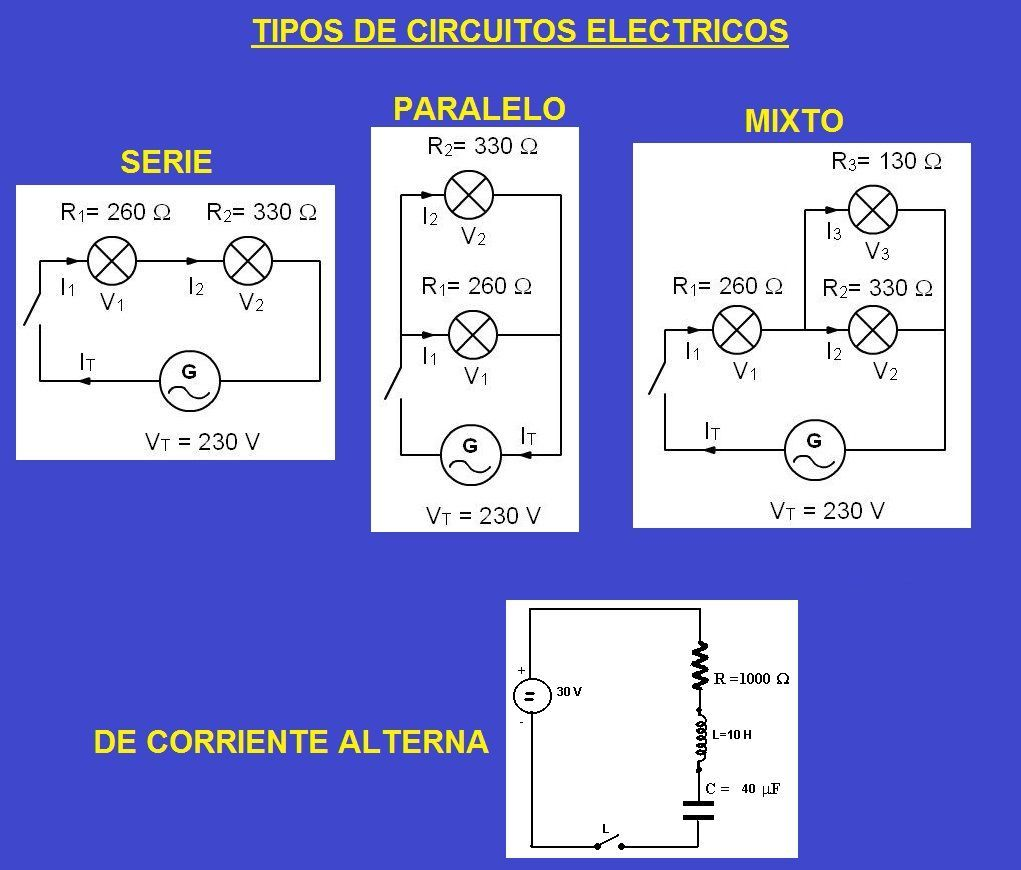 TIPOS DE CIRCUITOS ELECTRICOS
SERIE
R1= 260 Ω R2= 330 Ω
I1 V1 I2 V2
IT
G
VT = 230 V
PARALELO
R2= 330 Ω
I2 V2
R1= 260 Ω
I1 V1
G IT
VT = 230 V
MIXTO
R3= 130 Ω
I3 V3
R1= 260 Ω R2= 330 Ω
I1 V1 I2 V2
IT
G
VT = 230 V
DE CORRIENTE ALTERNA
+
=
-
30 V
R =1000 Ω
L=10 H
C = 40 µF
L